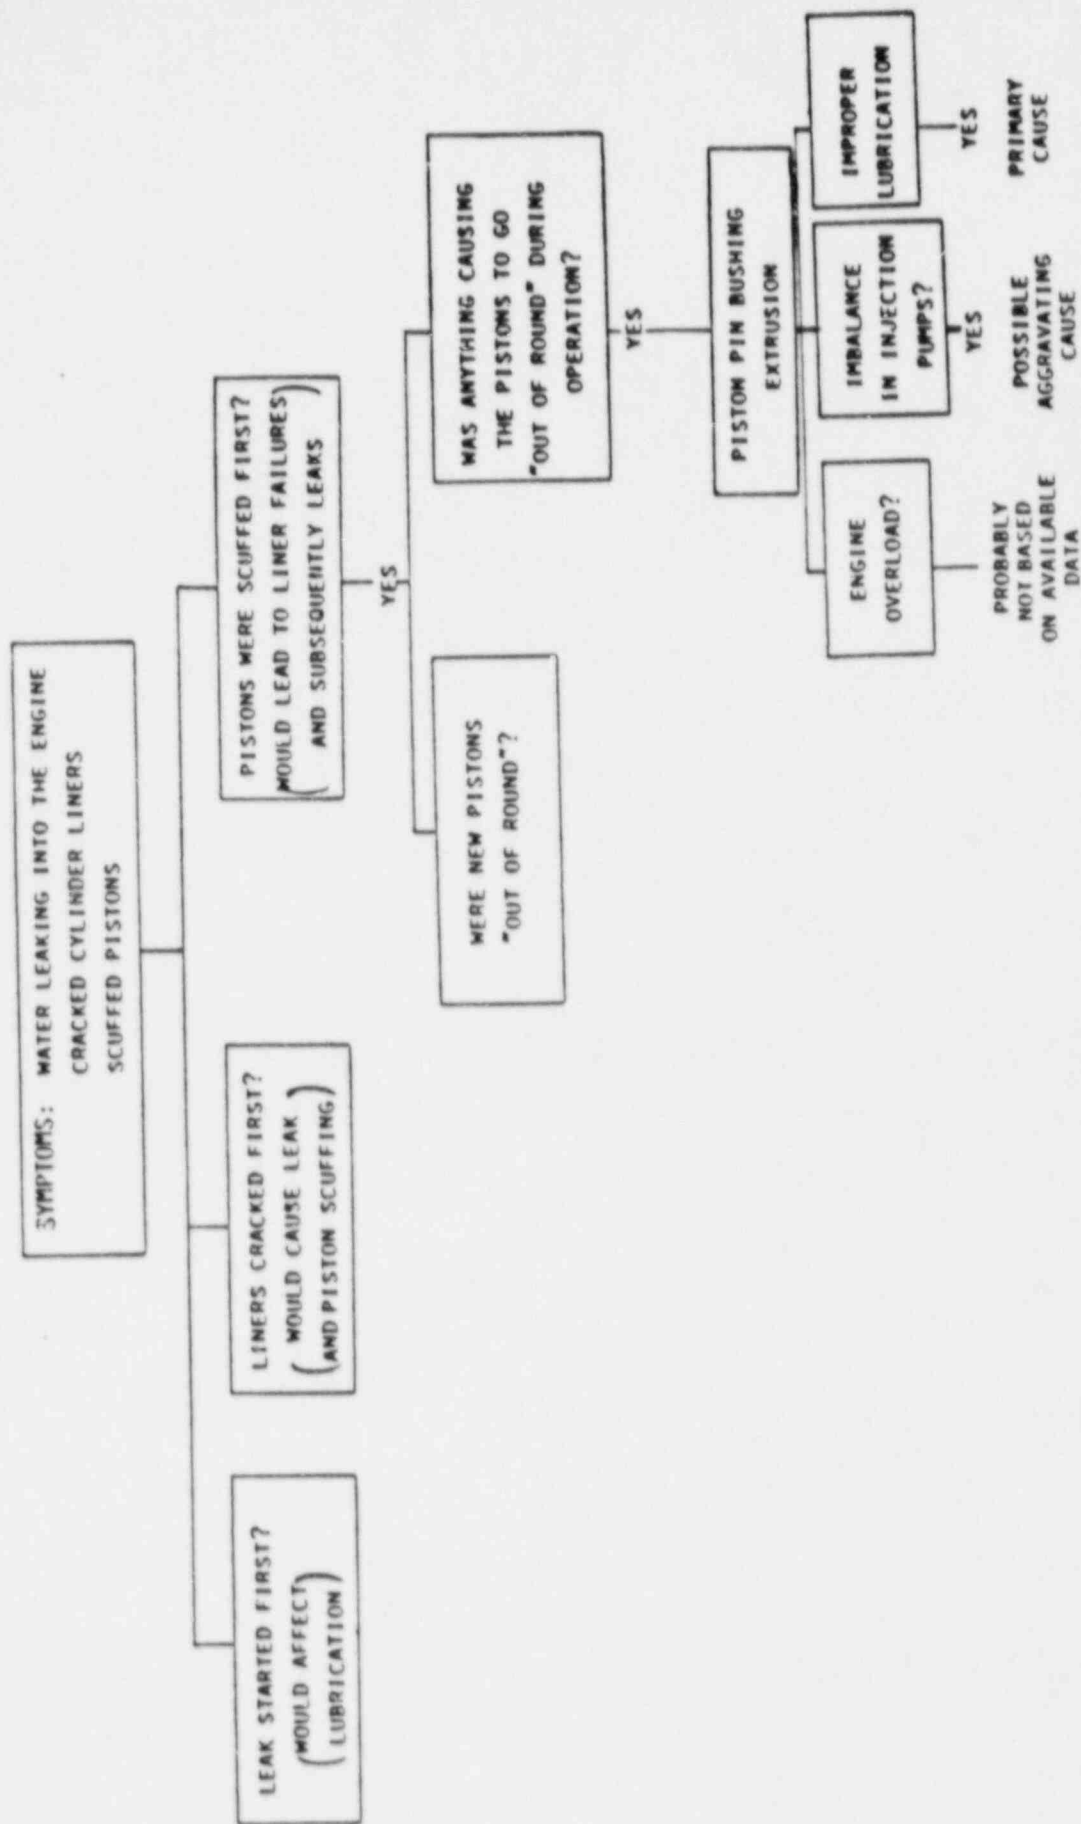 SYMPTOMS: WATER LEAKING INTO THE ENGINE
CRACKED CYLINDER LINERS
SCUFFED PISTONS
LEAK STARTED FIRST?
(WOULD AFFECT
LUBRICATION)
LINERS CRACKED FIRST?
(WOULD CAUSE LEAK
AND PISTON SCUFFING)
PISTONS WERE SCUFFED FIRST?
(WOULD LEAD TO LINER FAILURES
AND SUBSEQUENTLY LEAKS)
YES
WERE NEW PISTONS
"OUT OF ROUND"?
WAS ANYTHING CAUSING
THE PISTONS TO GO
"OUT OF ROUND" DURING
OPERATION?
YES
PISTON PIN BUSHING
EXTRUSION
ENGINE
OVERLOAD?
PROBABLY
NOT BASED
ON AVAILABLE
DATA
IMBALANCE
IN INJECTION
PUMPS?
YES
POSSIBLE
AGGRAVATING
CAUSE
IMPROPER
LUBRICATION
YES
PRIMARY
CAUSE